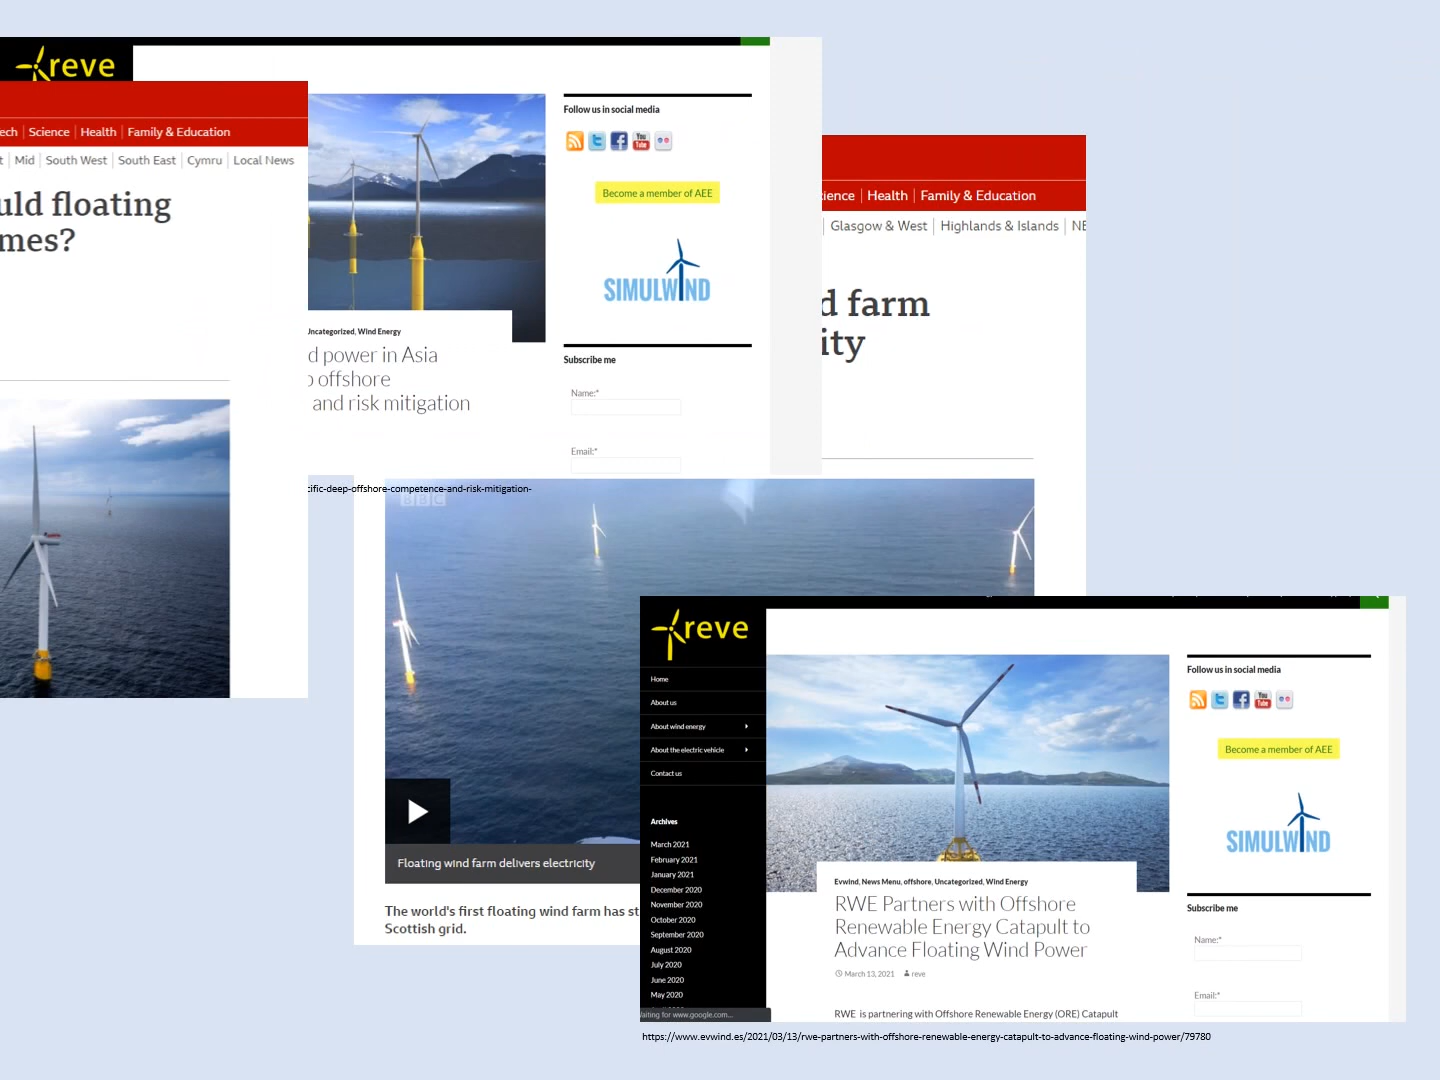 reve
ech | Science | Health | Family & Education
t | Mid | South West | South East | Cymru | Local News
uld floating
mes?
Follow us in social media
You
Tube
Become a member of AEE
SIMULWIND
Uncategorized, Wind Energy
d power in Asia
o offshore
and risk mitigation
Subscribe me
Name:*
Email:*
cific-deep-offshore-competence-and-risk-mitigation-
cience | Health | Family & Education
Glasgow & West | Highlands & Islands | NE
d farm
ity
BBC
Floating wind farm delivers electricity
The world's first floating wind farm has st
Scottish grid.
reve
Home
About us
About wind energy
About the electric vehicle
Contact us
Archives
March 2021
February 2021
January 2021
December 2020
November 2020
October 2020
September 2020
August 2020
July 2020
June 2020
May 2020
Waiting for www.google.com...
Evwind, News Menu, offshore, Uncategorized, Wind Energy
RWE Partners with Offshore
Renewable Energy Catapult to
Advance Floating Wind Power
March 13, 2021 reve
RWE is partnering with Offshore Renewable Energy (ORE) Catapult
Follow us in social media
You
Tube
Become a member of AEE
SIMULWIND
Subscribe me
Name:*
Email:*
https://www.evwind.es/2021/03/13/rwe-partners-with-offshore-renewable-energy-catapult-to-advance-floating-wind-power/79780